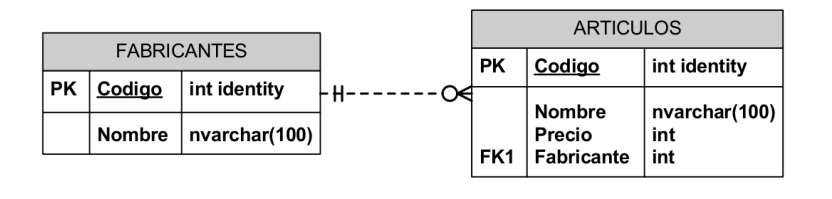 FABRICANTES
PK Codigo int identity
Nombre nvarchar(100)
ARTICULOS
PK Codigo int identity
Nombre nvarchar(100)
Precio int
FK1 Fabricante int